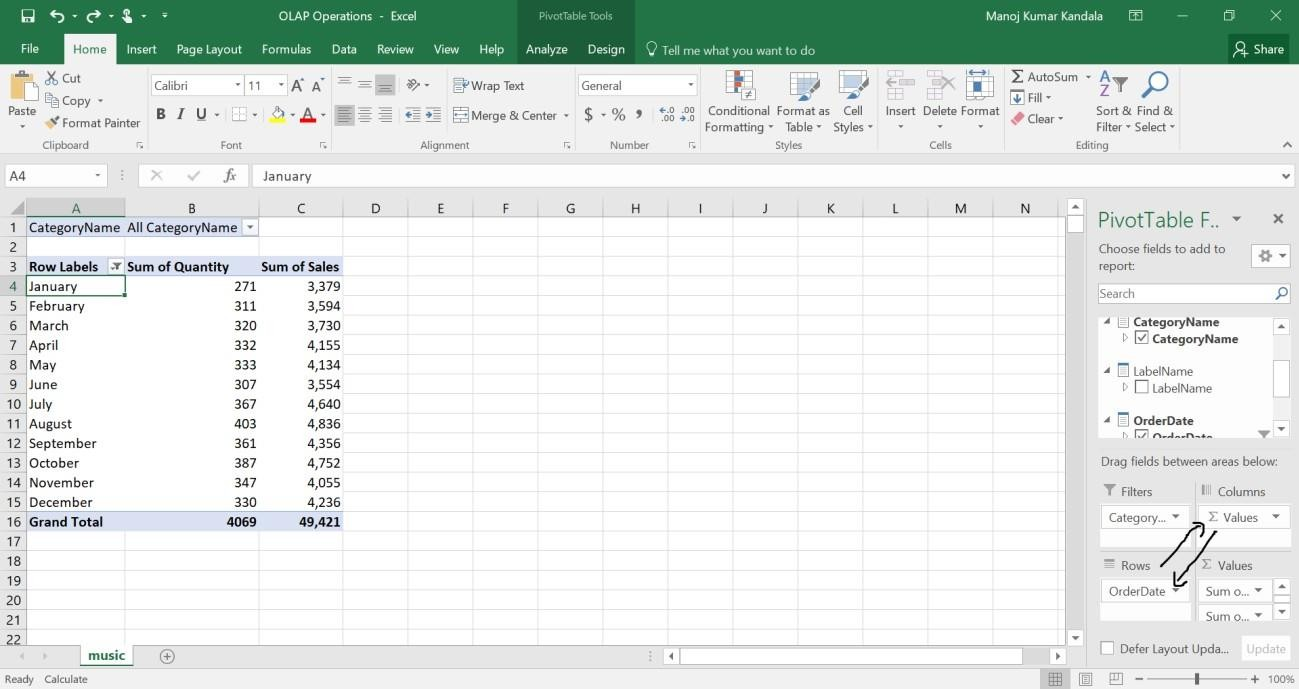 OLAP Operations - Excel
PivotTable Tools
Manoj Kumar Kandala
File Home Insert Page Layout Formulas Data Review View Help Analyze Design Tell me what you want to do Share
Paste
Cut
Copy
Format Painter
Clipboard
Calibri 11 A A
B I U A
Font
Wrap Text
Merge & Center
Alignment
General
$ % ,
Number
Conditional Formatting
Format as Table
Cell Styles
Styles
Insert Delete Format
Cells
AutoSum
Fill
Clear
Sort & Filter
Find & Select
Editing
A4 fx January
A B C D E F G H I J K L M N
1 CategoryName All CategoryName
2
3 Row Labels Sum of Quantity Sum of Sales
4 January 271 3,379
5 February 311 3,594
6 March 320 3,730
7 April 332 4,155
8 May 333 4,134
9 June 307 3,554
10 July 367 4,640
11 August 403 4,836
12 September 361 4,356
13 October 387 4,752
14 November 347 4,055
15 December 330 4,236
16 Grand Total 4069 49,421
17
18
19
20
21
22
music
Ready Calculate
100%
PivotTable F..
Choose fields to add to
report:
Search
CategoryName
CategoryName
LabelName
LabelName
OrderDate
OrderDate
Drag fields between areas below:
Filters Columns
Category... Σ Values
Rows Σ Values
OrderDate Sum o...
Sum o...
Defer Layout Upda... Update